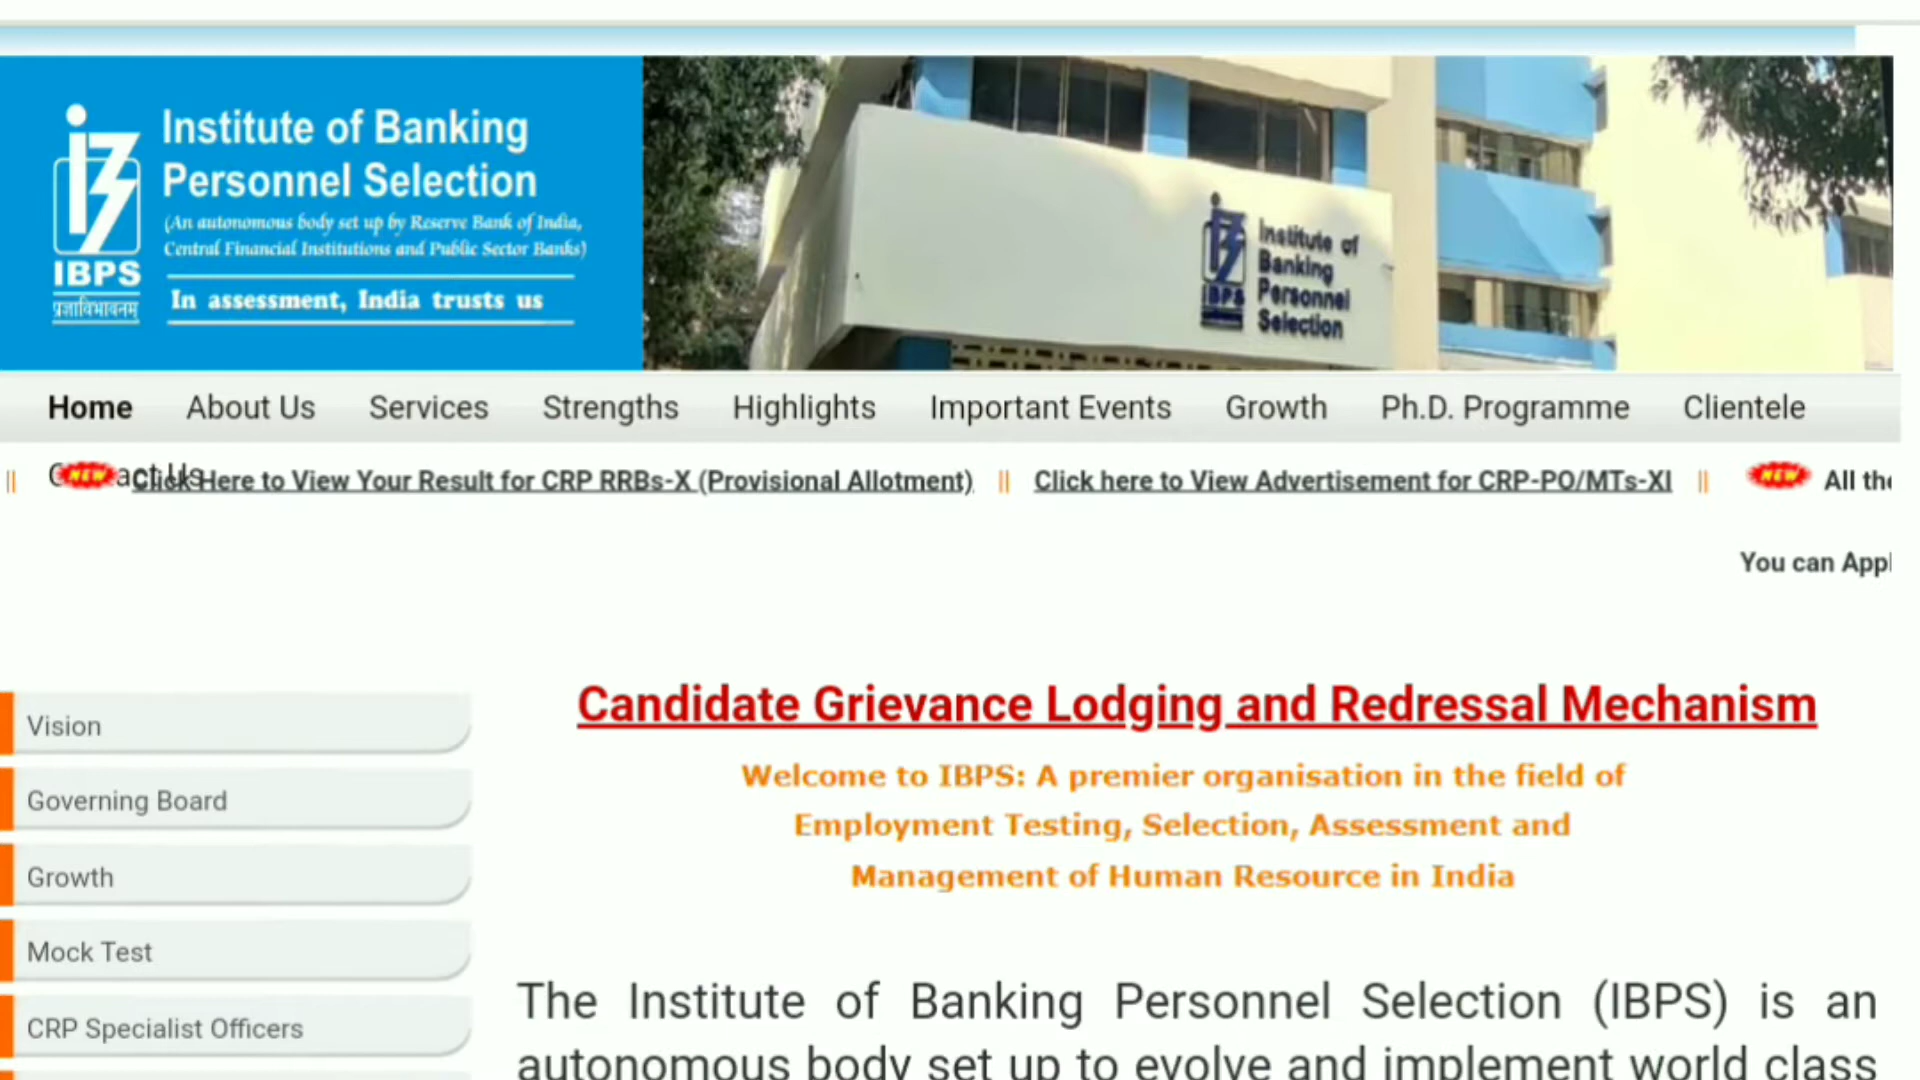 Institute of Banking
Personnel Selection
(An autonomous body set up by Reserve Bank of India,
Central Financial Institutions and Public Sector Banks)
IBPS
प्रज्ञाविभावनम्
In assessment, India trusts us
Institute of
Banking
Personnel
Selection
IBPS
Home About Us Services Strengths Highlights Important Events Growth Ph.D. Programme Clientele
Contact Us
|| NEW Click Here to View Your Result for CRP RRBs-X (Provisional Allotment) || Click here to View Advertisement for CRP-PO/MTs-XI || NEW All the
You can Appl
Candidate Grievance Lodging and Redressal Mechanism
Welcome to IBPS: A premier organisation in the field of
Employment Testing, Selection, Assessment and
Management of Human Resource in India
Vision
Governing Board
Growth
Mock Test
CRP Specialist Officers
The Institute of Banking Personnel Selection (IBPS) is an
autonomous body set up to evolve and implement world class